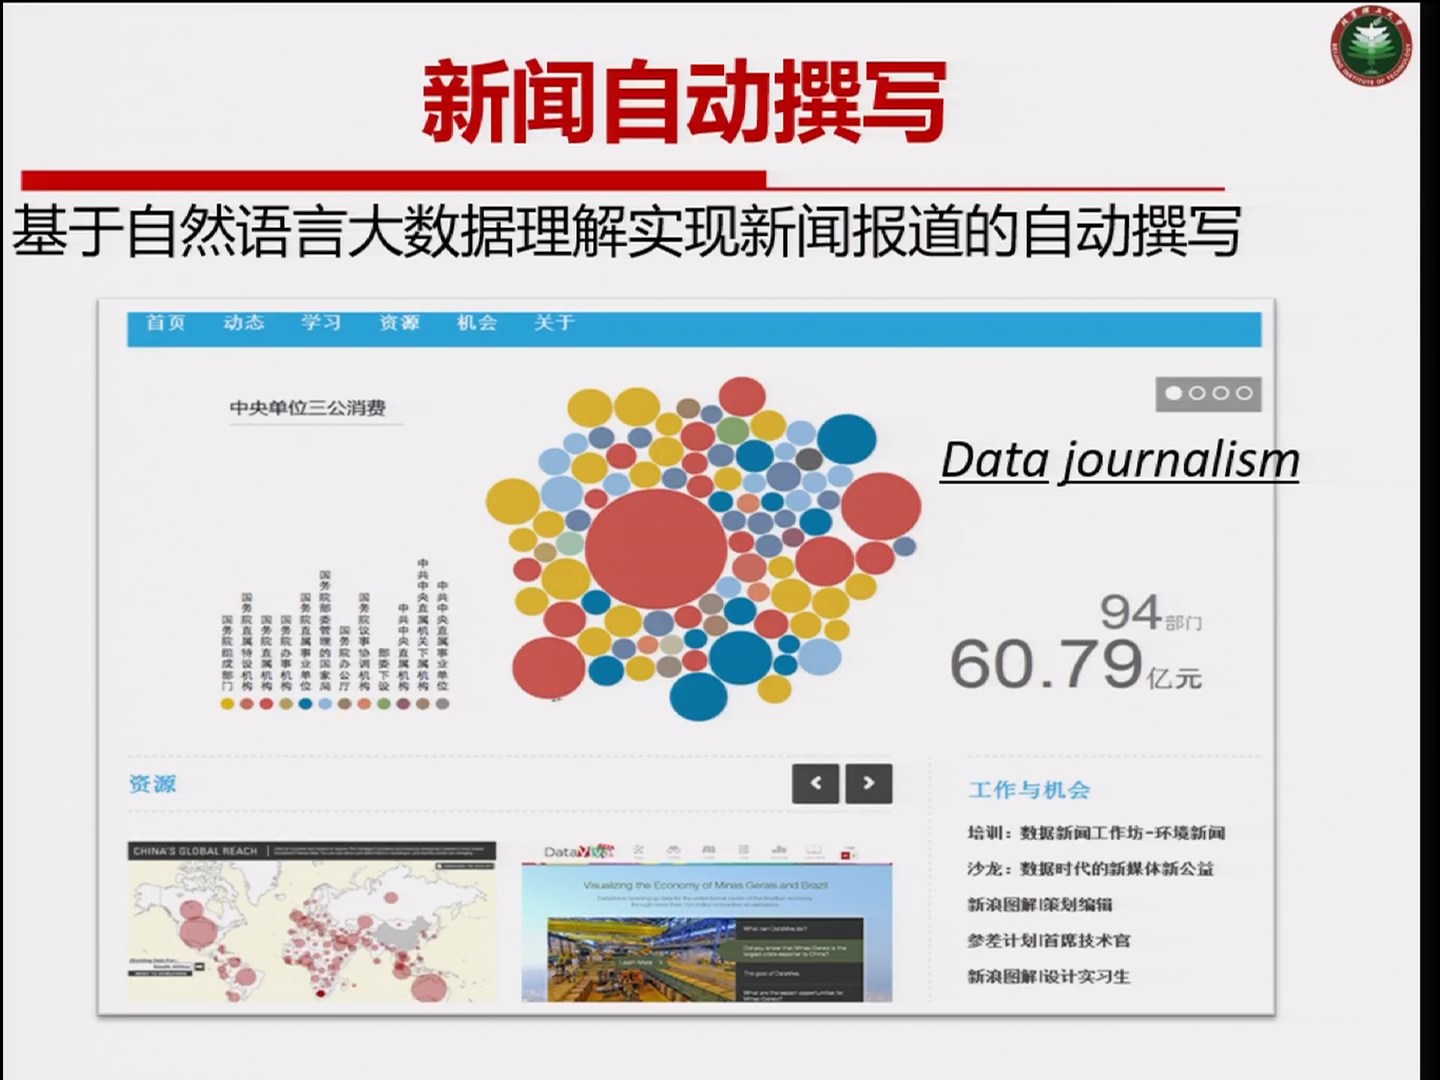 新闻自动撰写
基于自然语言大数据理解实现新闻报道的自动撰写
首页 动态 学习 资源 机会 关于
中央单位三公消费
Data journalism
94部门
60.79亿元
国务院组成部门
国务院直属特设机构
国务院直属机构
国务院办事机构
国务院直属事业单位
国务院部委管理的国家局
国务院办公厅
国务院议事协调机构
部委下设
中共中央直属机构
中共中央直属机关下属机构
中共中央直属事业单位
资源
CHINA'S GLOBAL REACH
DataViva
Visualizing the Economy of Minas Gerais and Brazil
Learn More
What can DataViva do?
The goal of DataViva
工作与机会
培训：数据新闻工作坊-环境新闻
沙龙：数据时代的新媒体新公益
新浪图解|策划编辑
参差计划|首席技术官
新浪图解|设计实习生